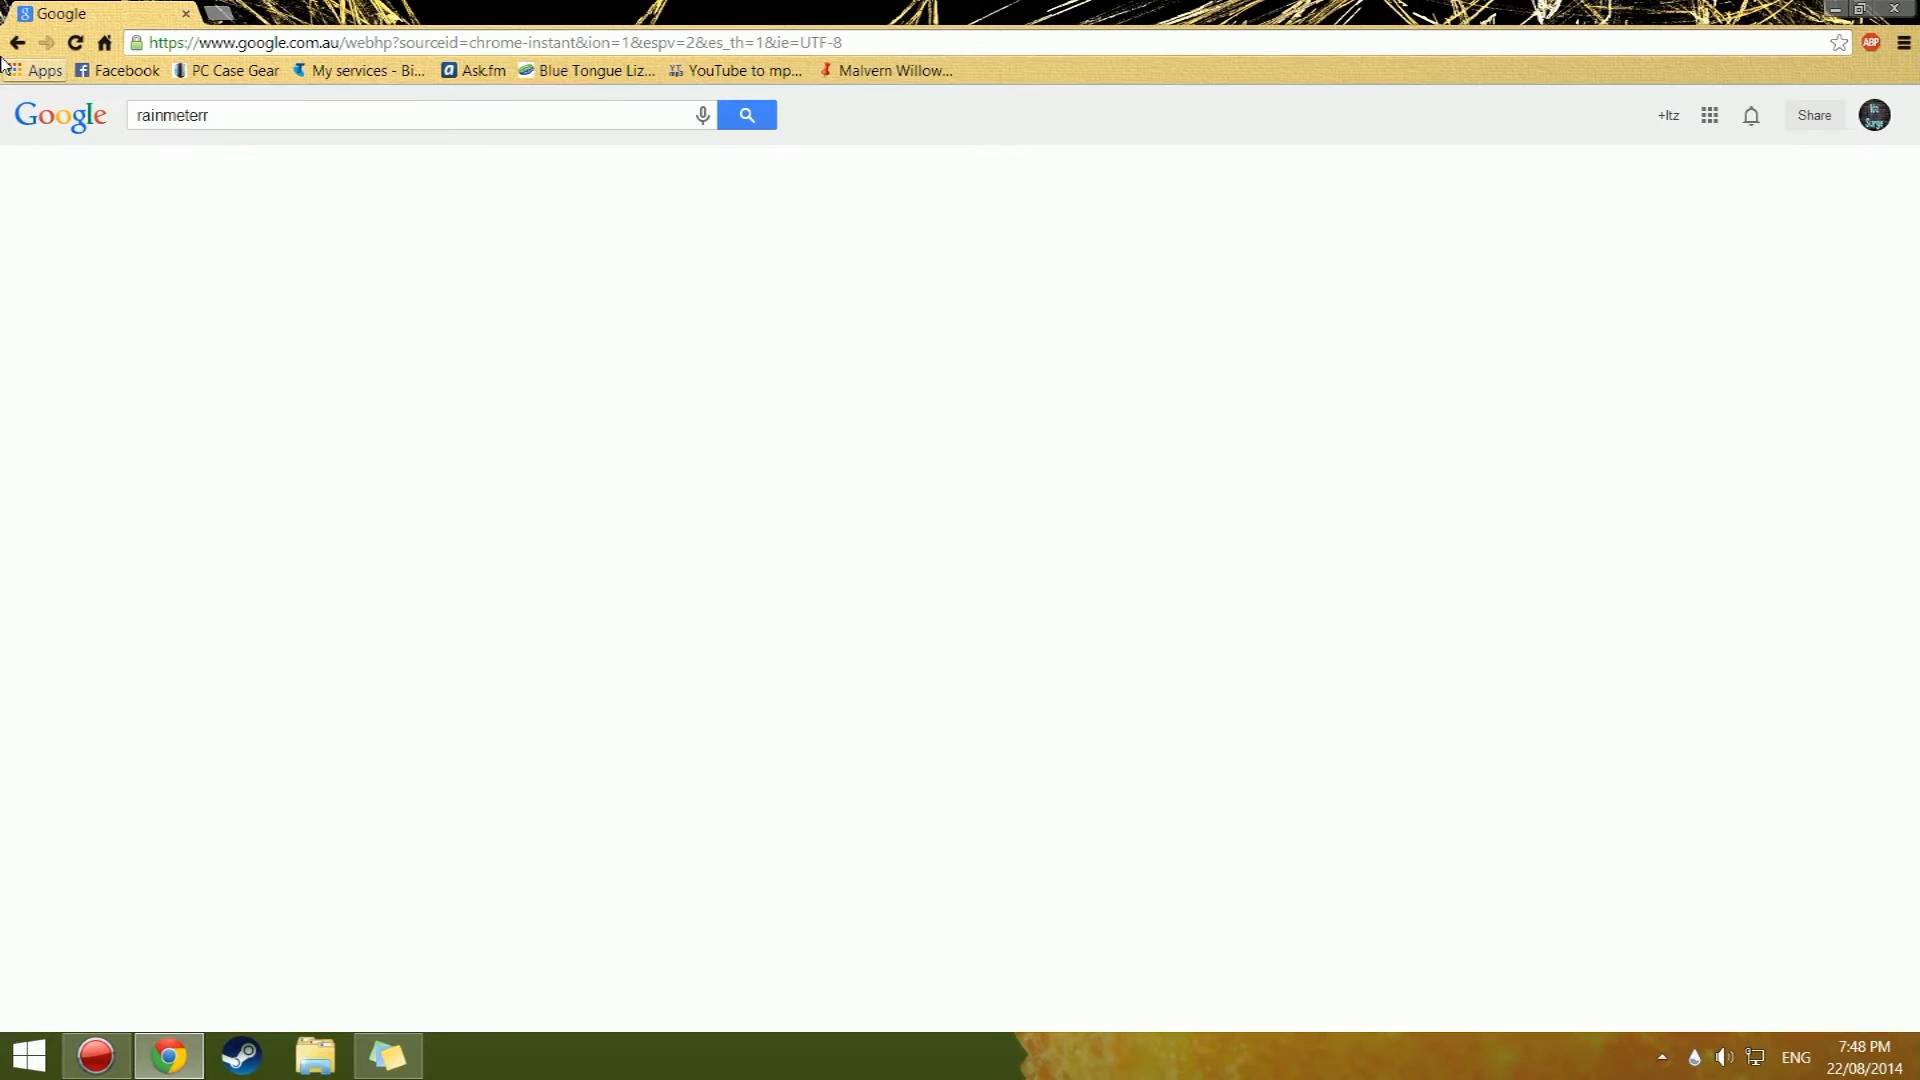 Google
https://www.google.com.au/webhp?sourceid=chrome-instant&ion=1&espv=2&es_th=1&ie=UTF-8
ABP
Apps Facebook PC Case Gear My services - Bi... Ask.fm Blue Tongue Liz... YouTube to mp... Malvern Willow...
Google rainmeterr +Itz Share
ENG
7:48 PM
22/08/2014